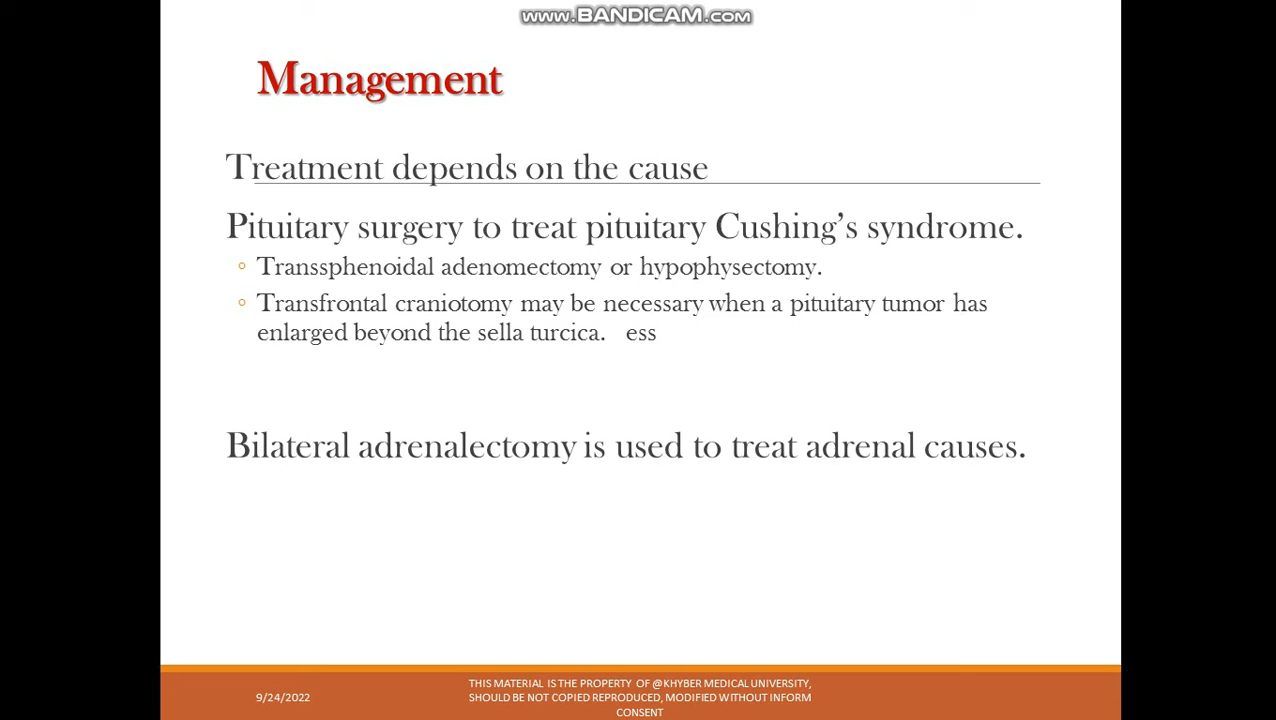 WWW.BANDICAM.COM
Management
Treatment depends on the cause
Pituitary surgery to treat pituitary Cushing’s syndrome.
◦ Transsphenoidal adenomectomy or hypophysectomy.
◦ Transfrontal craniotomy may be necessary when a pituitary tumor has
enlarged beyond the sella turcica. ess
Bilateral adrenalectomy is used to treat adrenal causes.
9/24/2022
THIS MATERIAL IS THE PROPERTY OF @KHYBER MEDICAL UNIVERSITY,
SHOULD BE NOT COPIED REPRODUCED, MODIFIED WITHOUT INFORM
CONSENT